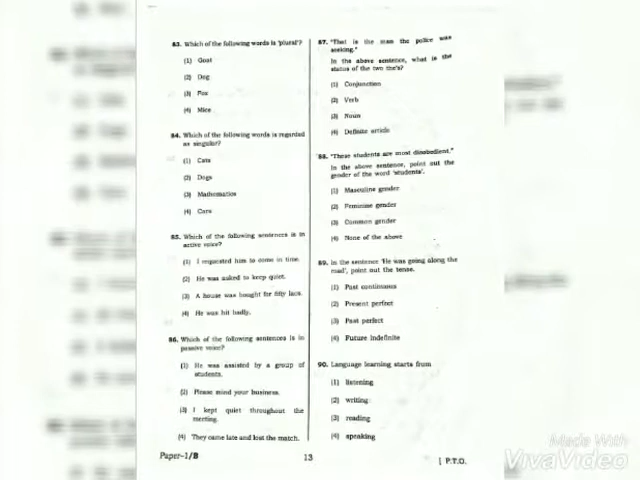 83. Which of the following words is 'plural'?
(1) Goat
(2) Dog
(3) Fox
(4) Mice
84. Which of the following words is regarded
as singular?
(1) Cats
(2) Dogs
(3) Mathematics
(4) Cars
85. Which of the following sentences is in
active voice?
(1) I requested him to come in time.
(2) He was asked to keep quiet.
(3) A house was bought for fifty lacs.
(4) He was hit badly.
86. Which of the following sentences is in
passive voice?
(1) He was assisted by a group of
students.
(2) Please mind your business.
(3) I kept quiet throughout the
meeting.
(4) They came late and lost the match.
Paper-1/B
87. "That is the man the police was
seeking."
In the above sentence, what is the
status of the two the's?
(1) Conjunction
(2) Verb
(3) Noun
(4) Definite article
88. "These students are most disobedient."
In the above sentence, point out the
gender of the word 'students'.
(1) Masculine gender
(2) Feminine gender
(3) Common gender
(4) None of the above
89. In the sentence 'He was going along the
road', point out the tense.
(1) Past continuous
(2) Present perfect
(3) Past perfect
(4) Future indefinite
90. Language learning starts from
(1) listening
(2) writing
(3) reading
(4) speaking
13
[ P.T.O.
Made With
VivaVideo